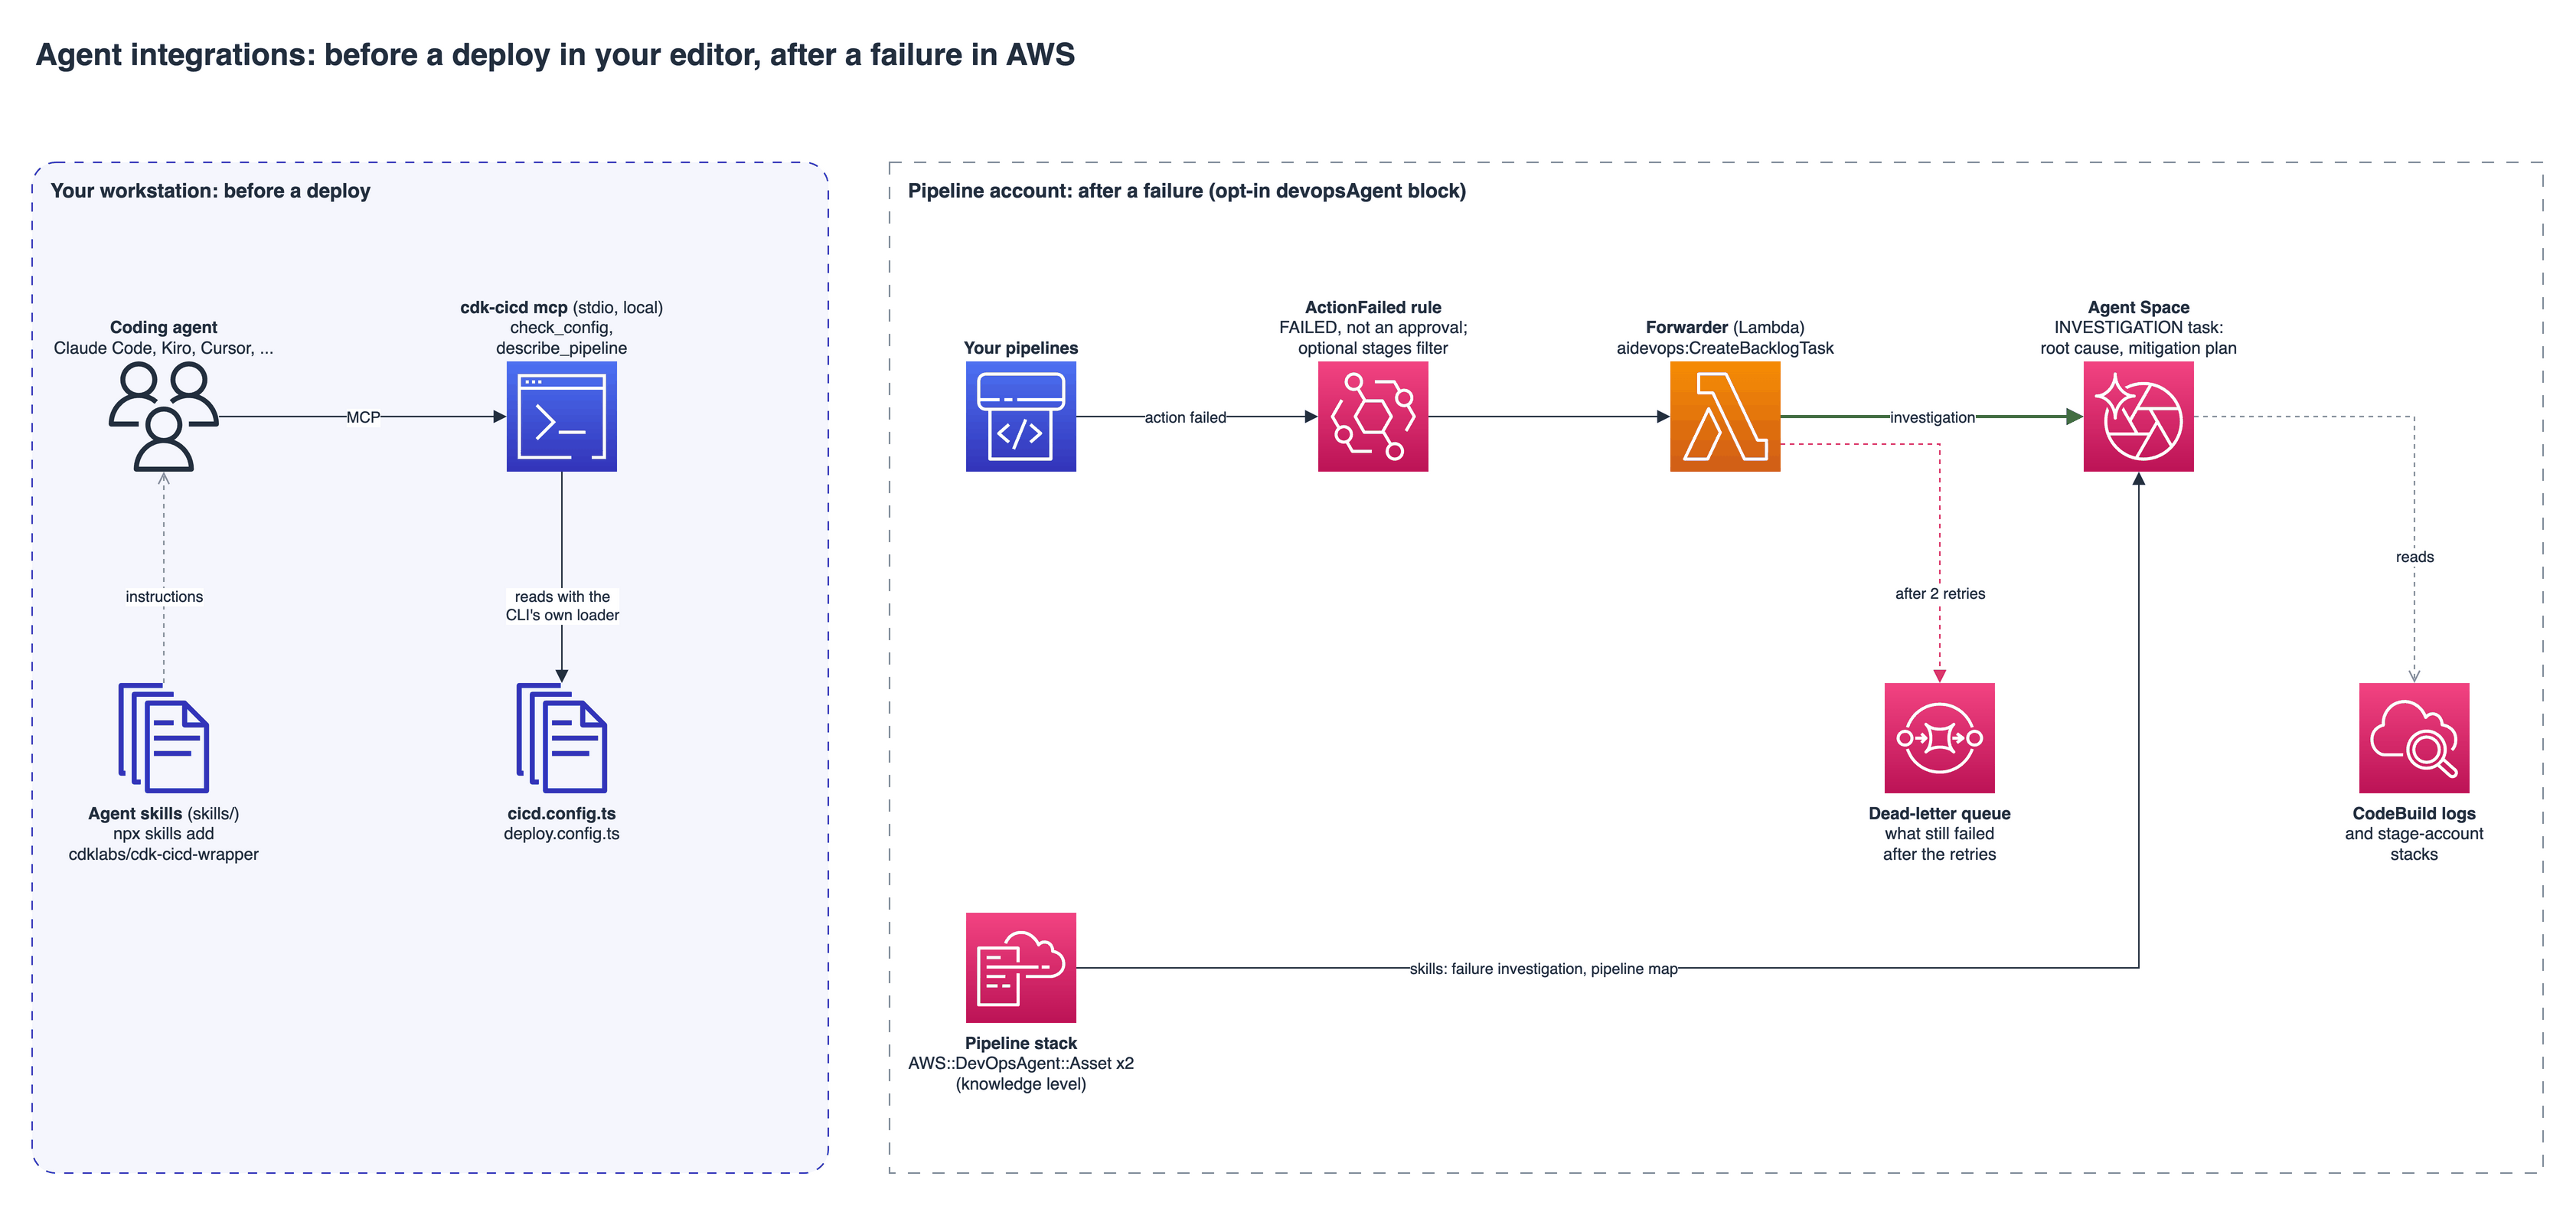 Agent integrations: before a deploy in your editor, after a failure in AWS
Your workstation: before a deploy
Coding agent
Claude Code, Kiro, Cursor, ...
cdk-cicd mcp (stdio, local)
check_config,
describe_pipeline
MCP
instructions
reads with the
CLI's own loader
Agent skills (skills/)
npx skills add
cdklabs/cdk-cicd-wrapper
cicd.config.ts
deploy.config.ts
Pipeline account: after a failure (opt-in devopsAgent block)
Your pipelines
action failed
ActionFailed rule
FAILED, not an approval;
optional stages filter
Forwarder (Lambda)
aidevops:CreateBacklogTask
investigation
Agent Space
INVESTIGATION task:
root cause, mitigation plan
after 2 retries
reads
Dead-letter queue
what still failed
after the retries
CodeBuild logs
and stage-account
stacks
skills: failure investigation, pipeline map
Pipeline stack
AWS::DevOpsAgent::Asset x2
(knowledge level)